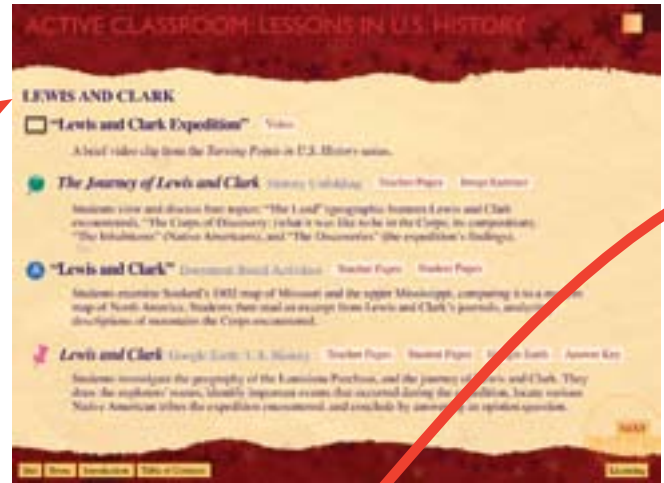 ACTIVE CLASSROOM: LESSONS IN U.S. HISTORY
LEWIS AND CLARK
"Lewis and Clark Expedition" Video
A brief video clip from the Turning Points in U.S. History series.
The Journey of Lewis and Clark History Unfolding Teacher Pages Image Explorer
Students view and discuss four topics: "The Land" (geographic features Lewis and Clark
encountered), "The Corps of Discovery" (what it was like to be in the Corps, its composition),
"The Inhabitants" (Native Americans), and "The Discoveries" (the expedition's findings).
"Lewis and Clark" Document-Based Activities Teacher Pages Student Pages
Students examine Soulard's 1802 map of Missouri and the upper Mississippi, comparing it to a
map of North America. Students then read an excerpt from Lewis and Clark's journals,
descriptions of mountains the Corps encountered.
Lewis and Clark Google Earth: U.S. History Teacher Pages Student Pages Google Earth Answer Key
Students investigate the geography of the Louisiana Purchase, and the journey of Lewis and Clark. They
draw the explorers' routes, identify important events that occurred during the expedition, locate various
Native American tribes the expedition encountered, and conclude by answering an opinion question.
NEXT
Quit Home Introduction Table of Contents